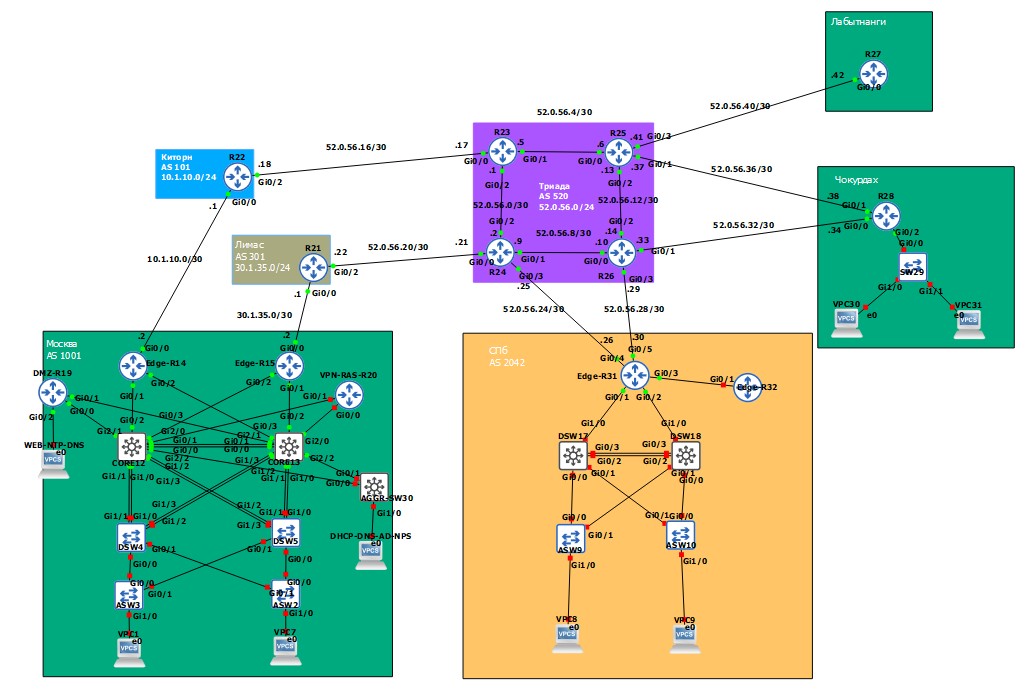 Лабытнанги
R27
.42
Gi0/0
52.0.56.40/30
52.0.56.4/30
R23
.5
.17
Gi0/0
Gi0/1
.1
Gi0/2
R25
.41
Gi0/3
.6
Gi0/0
Gi0/1
.37
.13
Gi0/2
52.0.56.16/30
52.0.56.36/30
Киторн
AS 101
10.1.10.0/24
R22
.18
Gi0/2
.1
Gi0/0
Триада
AS 520
52.0.56.0/24
52.0.56.0/30
52.0.56.12/30
Чокурдах
R28
.38
Gi0/1
Gi0/0
.34
Gi0/2
Gi0/0
SW29
Gi1/0
Gi1/1
VPC30
e0
VPC31
e0
VPCS
VPCS
52.0.56.32/30
Gi0/2
.2
.9
.21
Gi0/0
Gi0/1
R24
Gi0/3
.25
52.0.56.8/30
Gi0/2
.14
.10
.33
Gi0/0
Gi0/1
R26
Gi0/3
.29
Лимас
AS 301
30.1.35.0/24
R21
.22
Gi0/2
.1
Gi0/0
52.0.56.20/30
10.1.10.0/30
30.1.35.0/30
52.0.56.24/30
52.0.56.28/30
Москва
AS 1001
.2
Gi0/0
Edge-R14
Gi0/2
Gi0/1
.2
Gi0/0
Edge-R15
Gi0/2
Gi0/1
DMZ-R19
Gi0/1
Gi0/0
Gi0/2
VPN-RAS-R20
Gi0/1
Gi0/0
WEB-NTP-DNS
e0
VPCS
Gi0/2
Gi2/1
Gi0/3
Gi2/0
Gi0/1
Gi0/0
Gi2/2
Gi1/2
CORE12
Gi1/1
Gi1/0
Gi1/3
Gi0/3
Gi0/2
Gi2/1
Gi2/0
Gi0/1
Gi0/0
Gi2/2
Gi1/3
Gi1/2
CORE13
Gi1/1
Gi1/0
Gi0/1
Gi0/0
AGGR-SW30
Gi1/0
DHCP-DNS-AD-NPS
e0
VPCS
Gi1/3
Gi1/2
Gi1/1
Gi1/0
DSW4
Gi0/1
Gi0/0
Gi1/2
Gi1/3
Gi1/1
Gi1/0
DSW5
Gi0/1
Gi0/0
Gi0/0
Gi0/1
ASW3
Gi1/0
Gi0/0
Gi0/1
ASW2
Gi1/0
VPC1
e0
VPCS
VPC7
e0
VPCS
СПб
AS 2042
.26
Gi0/4
.30
Gi0/5
Edge-R31
Gi0/3
Gi0/1
Gi0/2
Gi0/1
Edge-R32
Gi1/0
DSW17
Gi0/3
Gi0/2
Gi0/1
Gi0/0
Gi1/0
DSW18
Gi0/3
Gi0/2
Gi0/1
Gi0/0
Gi0/0
Gi0/1
ASW9
Gi1/0
Gi0/1
Gi0/0
ASW10
Gi1/0
VPC8
e0
VPCS
VPC9
e0
VPCS